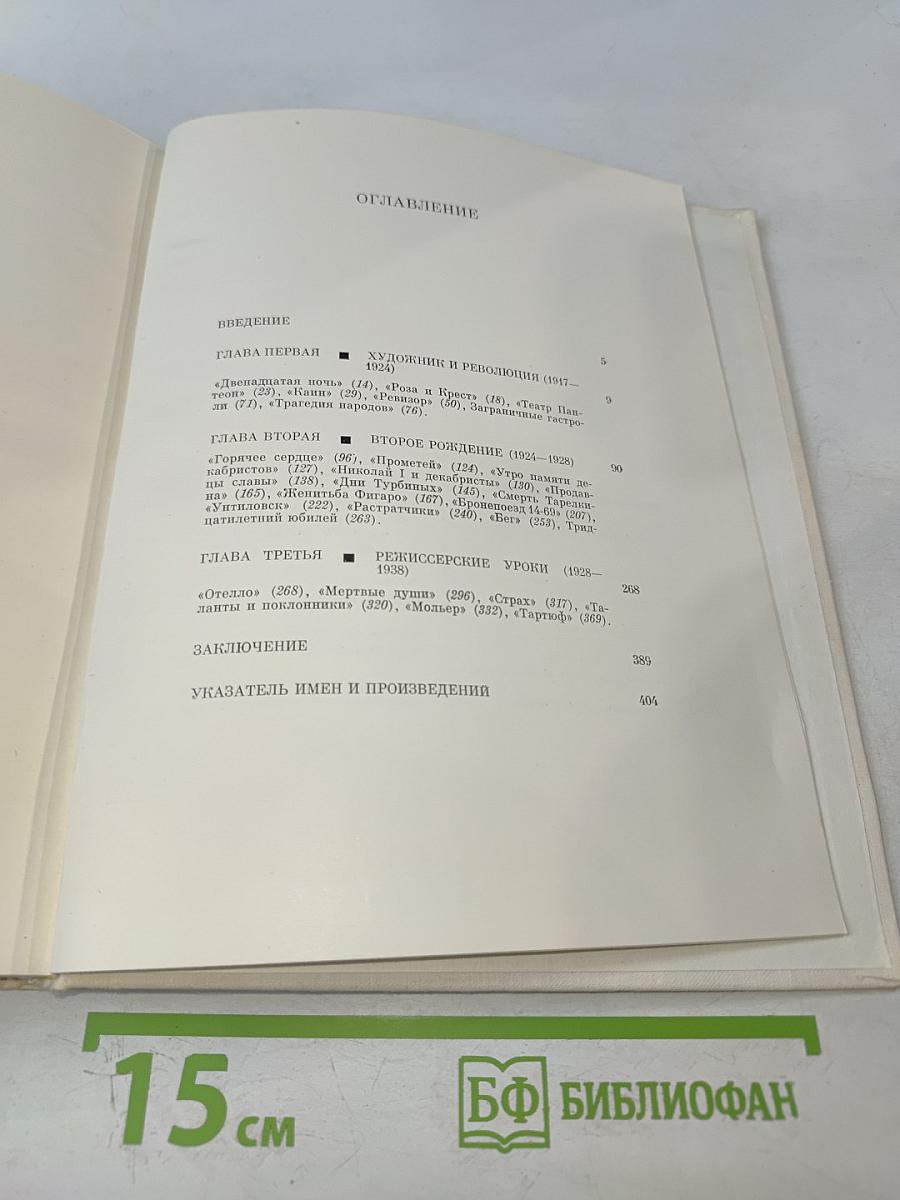 ОГЛАВЛЕНИЕ
ВВЕДЕНИЕ 5
ГЛАВА ПЕРВАЯ ■ ХУДОЖНИК И РЕВОЛЮЦИЯ (1917—
1924) 9
«Двенадцатая ночь» (14), «Роза и Крест» (18), «Театр Пан-
теон» (23), «Каин» (29), «Ревизор» (50), Заграничные гастро-
ли (71), «Трагедия народов» (76).
ГЛАВА ВТОРАЯ ■ ВТОРОЕ РОЖДЕНИЕ (1924—1928) 90
«Горячее сердце» (96), «Прометей» (124), «Утро памяти де-
кабристов» (127), «Николай I и декабристы» (130), «Продав-
цы славы» (138), «Дни Турбиных» (145), «Смерть Тарелки-
на» (165), «Женитьба Фигаро» (167), «Бронепоезд 14-69» (207),
«Унтиловск» (222), «Растратчики» (240), «Бег» (253), Трид-
цатилетний юбилей (263).
ГЛАВА ТРЕТЬЯ ■ РЕЖИССЕРСКИЕ УРОКИ (1928—
1938) 268
«Отелло» (268), «Мертвые души» (296), «Страх» (317), «Та-
ланты и поклонники» (320), «Мольер» (332), «Тартюф» (369).
ЗАКЛЮЧЕНИЕ 389
УКАЗАТЕЛЬ ИМЕН И ПРОИЗВЕДЕНИЙ 404
15 см
БФ БИБЛИОФАН